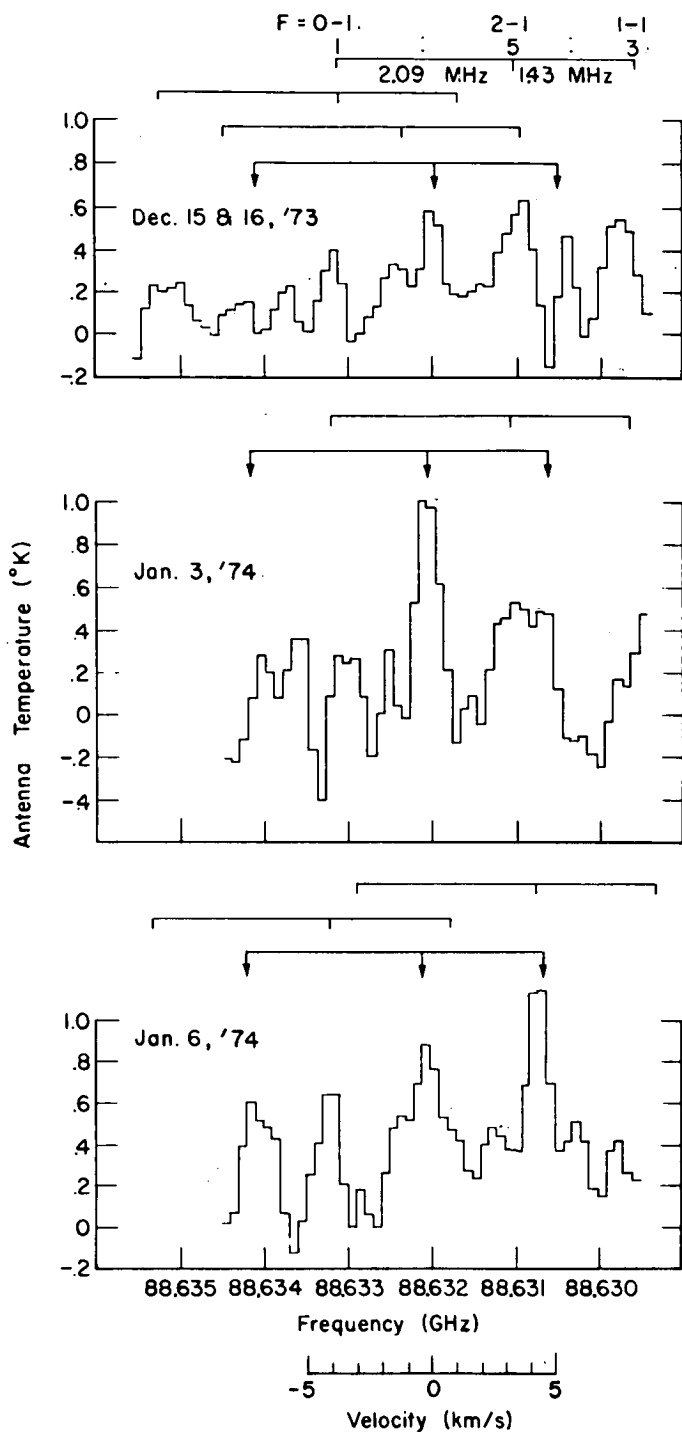 F = 0-1 2-1 1-1
1 : 5 : 3
2.09 MHz 1.43 MHz
1.0
.8
Dec. 15 & 16, '73
.6
.4
.2
0
-.2
1.0
.8
Jan. 3, '74
.6
.4
.2
0
-.2
-.4
Antenna Temperature (°K)
1.0
Jan. 6, '74
.8
.6
.4
.2
0
-.2
88.635 88.634 88.633 88.632 88.631 88.630
Frequency (GHz)
-5 0 5
Velocity (km/s)